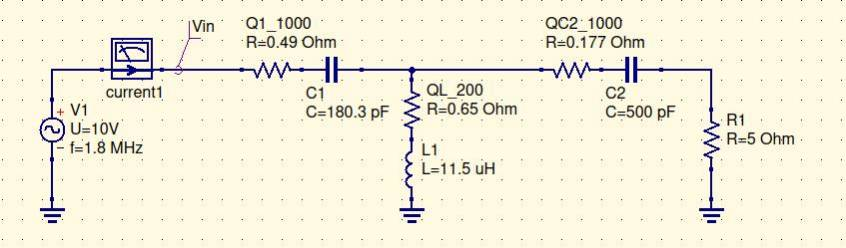 Vin
Q1_1000
R=0.49 Ohm
QC2_1000
R=0.177 Ohm
current1
C1
C=180.3 pF
QL_200
R=0.65 Ohm
C2
C=500 pF
V1
U=10V
f=1.8 MHz
R1
R=5 Ohm
L1
L=11.5 uH